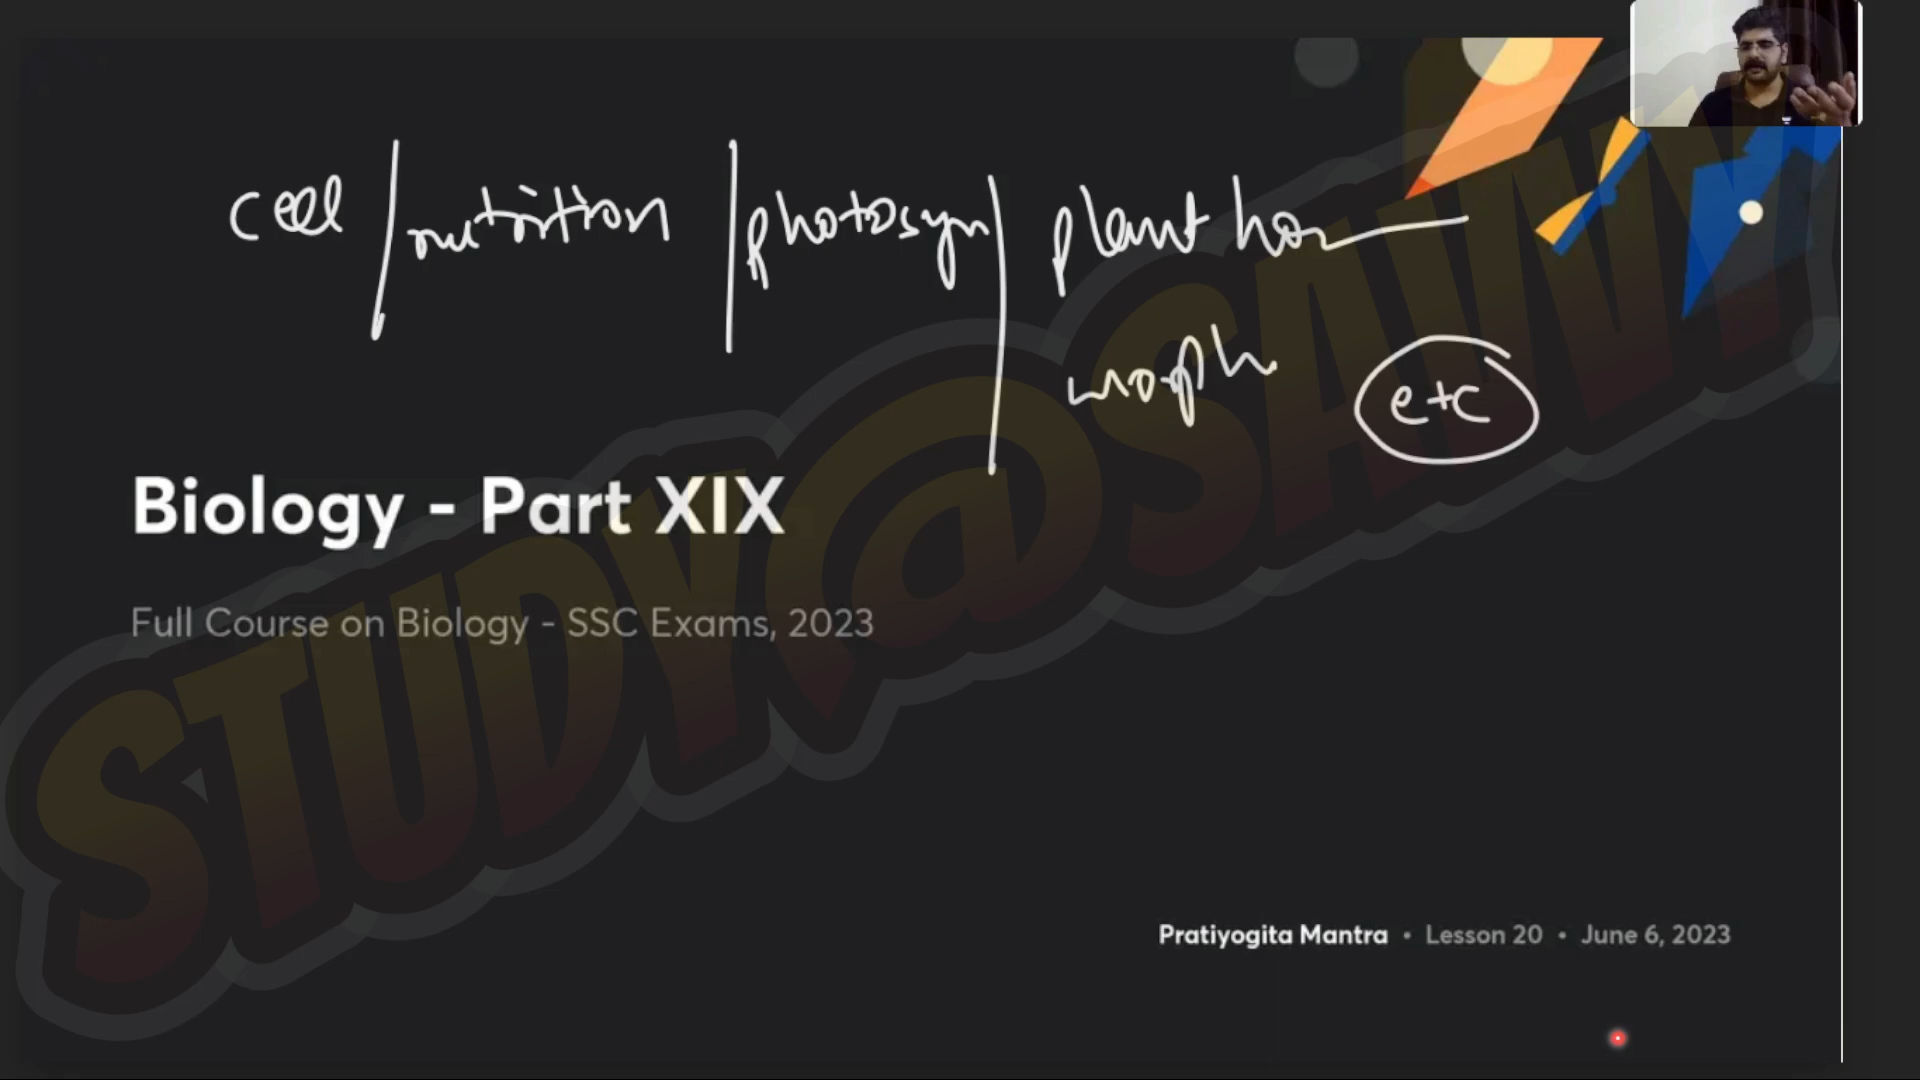 cell / nutrition | photosyn | plant ho
morph etc
Biology - Part XIX
Full Course on Biology - SSC Exams, 2023
STUDY@SAVVY
Pratiyogita Mantra • Lesson 20 • June 6, 2023